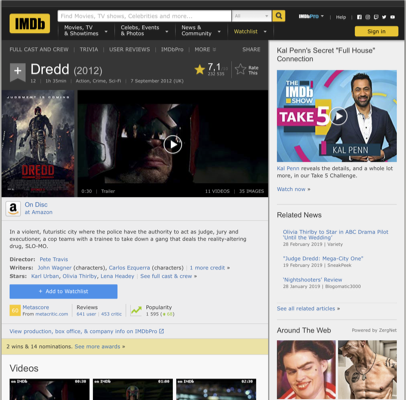 IMDb
Find Movies, TV shows, Celebrities and more...
All
IMDbPro
Help
Movies, TV
& Showtimes
Celebs, Events
& Photos
News &
Community
Watchlist
Sign in
FULL CAST AND CREW | TRIVIA | USER REVIEWS | IMDbPro | MORE
SHARE
+ Dredd (2012)
12 | 1h 35min | Action, Crime, Sci-Fi | 7 September 2012 (UK)
7,1
Rate
This
JUDGMENT IS COMING
DREDD
0:30 | Trailer
11 VIDEOS | 35 IMAGES
On Disc
at Amazon
In a violent, futuristic city where the police have the authority to act as judge, jury and
executioner, a cop teams with a trainee to take down a gang that deals the reality-altering
drug, SLO-MO.
Director: Pete Travis
Writers: John Wagner (characters), Carlos Ezquerra (characters) | 1 more credit »
Stars: Karl Urban, Olivia Thirlby, Lena Headey | See full cast & crew »
+ Add to Watchlist
60
Metascore
From metacritic.com
Reviews
641 user | 453 critic
Popularity
1 555
View production, box office, & company info on IMDbPro
2 wins & 14 nominations. See more awards »
Videos
Kal Penn's Secret "Full House"
Connection
THE
IMDb
SHOW
TAKE 5
KAL PENN
Kal Penn reveals the details, and a whole lot
more, in our Take 5 Challenge.
Watch now »
Related News
Olivia Thirlby to Star in ABC Drama Pilot
'Until the Wedding'
28 February 2019 | Variety
"Judge Dredd: Mega-City One"
19 February 2019 | SneakPeek
'Nightshooters' Review
28 January 2019 | Blogomatic3000
See all related articles »
Around The Web
Powered by ZergNet